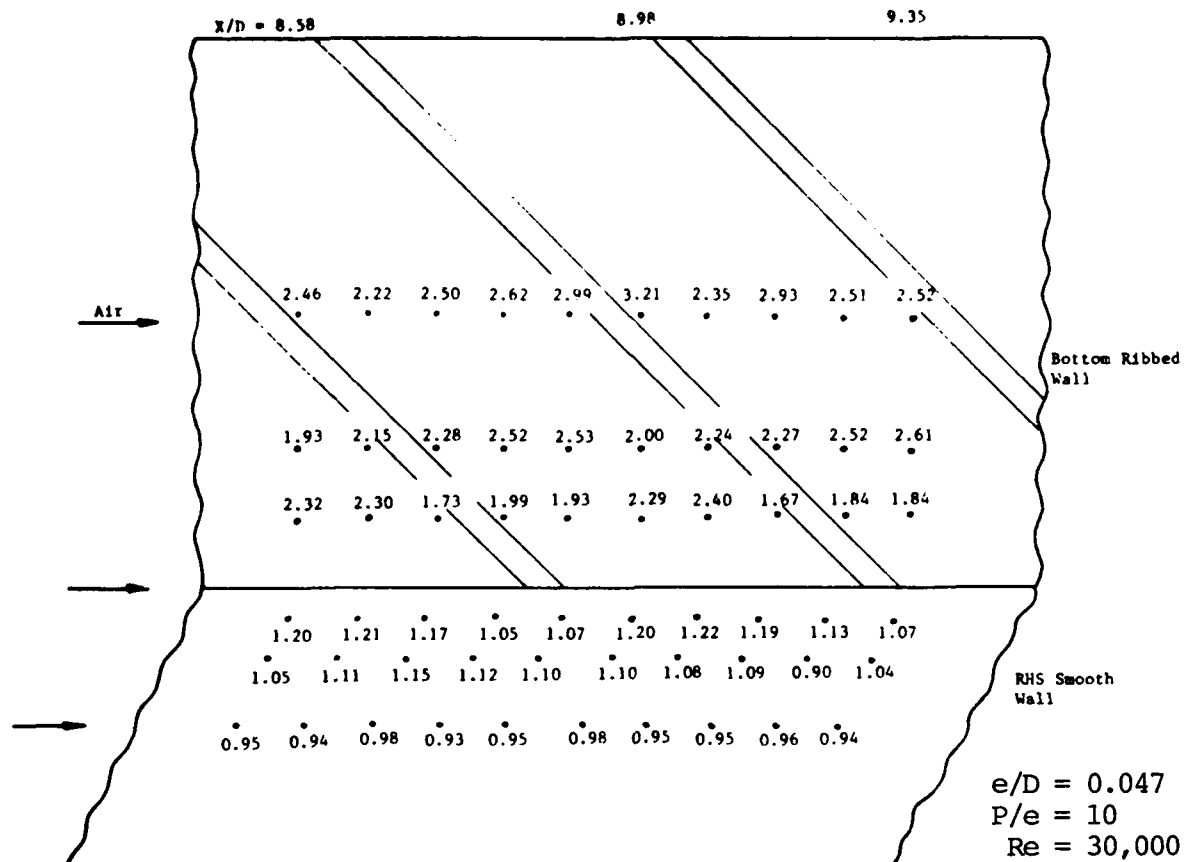 X/D = 8.58 8.98 9.35
2.46 2.22 2.50 2.62 2.99 3.21 2.35 2.93 2.51 2.52
Air
Bottom Ribbed
Wall
1.93 2.15 2.28 2.52 2.53 2.00 2.24 2.27 2.52 2.61
2.32 2.30 1.73 1.99 1.93 2.29 2.40 1.67 1.84 1.84
1.20 1.21 1.17 1.05 1.07 1.20 1.22 1.19 1.13 1.07
1.05 1.11 1.15 1.12 1.10 1.10 1.08 1.09 0.90 1.04
RHS Smooth
Wall
0.95 0.94 0.98 0.93 0.95 0.98 0.95 0.95 0.96 0.94
e/D = 0.047
P/e = 10
Re = 30,000